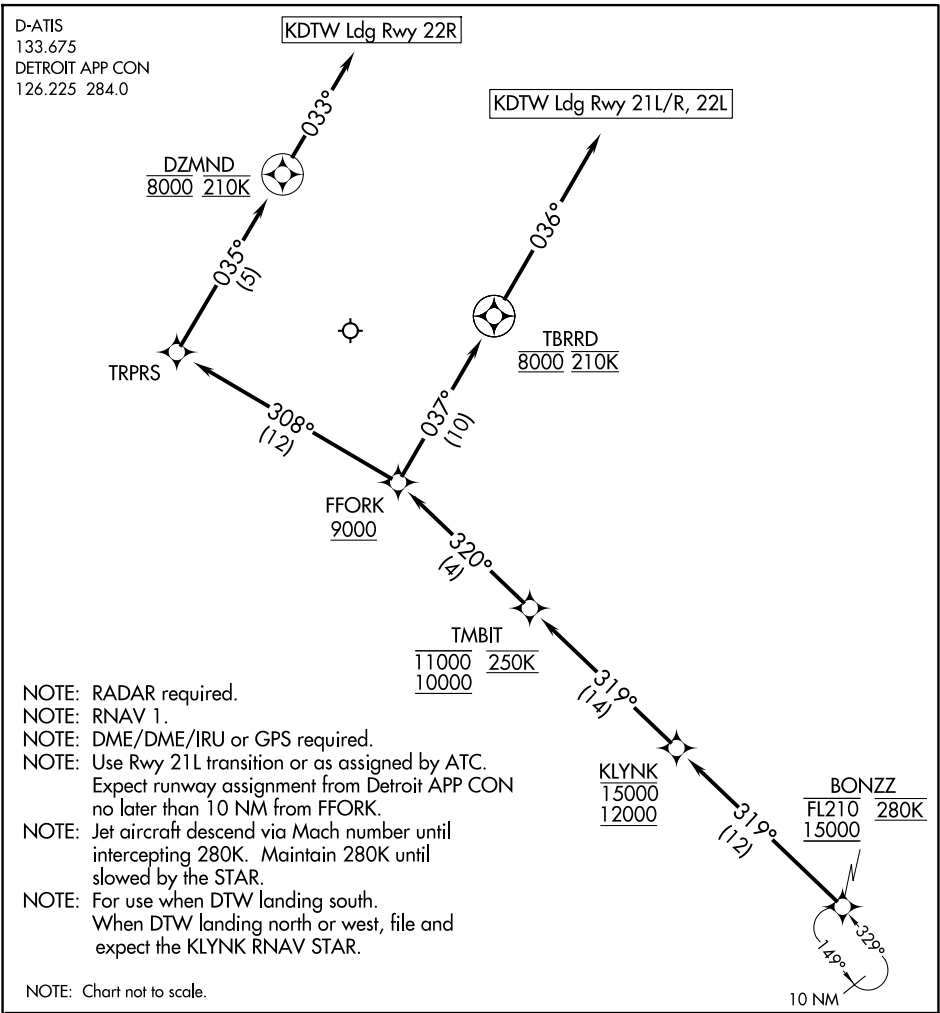 D-ATIS
133.675
DETROIT APP CON
126.225 284.0
KDTW Ldg Rwy 22R
KDTW Ldg Rwy 21L/R, 22L
033°
DZMND
8000 210K
036°
035°
(5)
TBRRD
8000 210K
TRPRS
037°
(10)
308°
(12)
FFORK
9000
320°
(4)
TMBIT
11000 250K
10000
319°
(14)
KLYNK
15000
12000
BONZZ
FL210 280K
15000
319°
(12)
329°
149°
10 NM
NOTE: RADAR required.
NOTE: RNAV 1.
NOTE: DME/DME/IRU or GPS required.
NOTE: Use Rwy 21L transition or as assigned by ATC.
Expect runway assignment from Detroit APP CON
no later than 10 NM from FFORK.
NOTE: Jet aircraft descend via Mach number until
intercepting 280K. Maintain 280K until
slowed by the STAR.
NOTE: For use when DTW landing south.
When DTW landing north or west, file and
expect the KLYNK RNAV STAR.
NOTE: Chart not to scale.